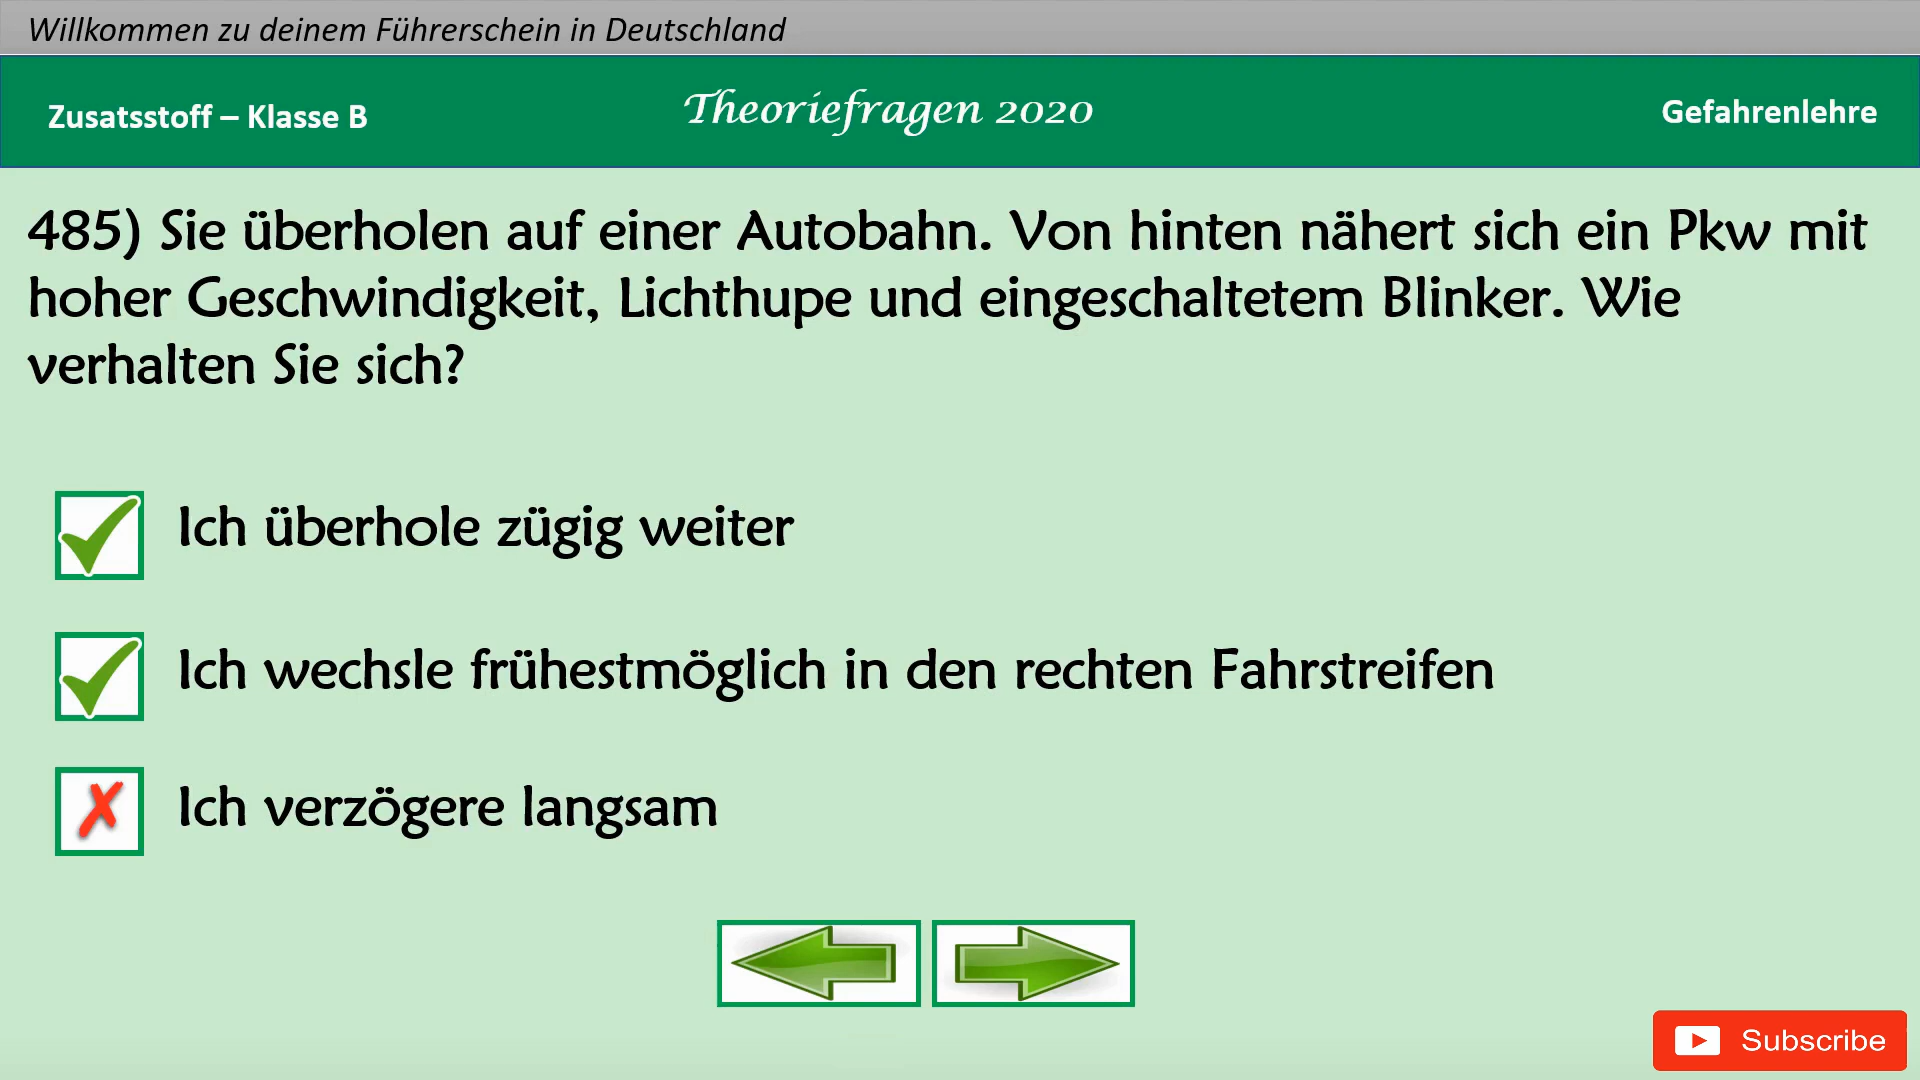 Willkommen zu deinem Führerschein in Deutschland
Zusatsstoff – Klasse B
Theoriefragen 2020
Gefahrenlehre
485) Sie überholen auf einer Autobahn. Von hinten nähert sich ein Pkw mit
hoher Geschwindigkeit, Lichthupe und eingeschaltetem Blinker. Wie
verhalten Sie sich?
Ich überhole zügig weiter
Ich wechsle frühestmöglich in den rechten Fahrstreifen
Ich verzögere langsam
Subscribe